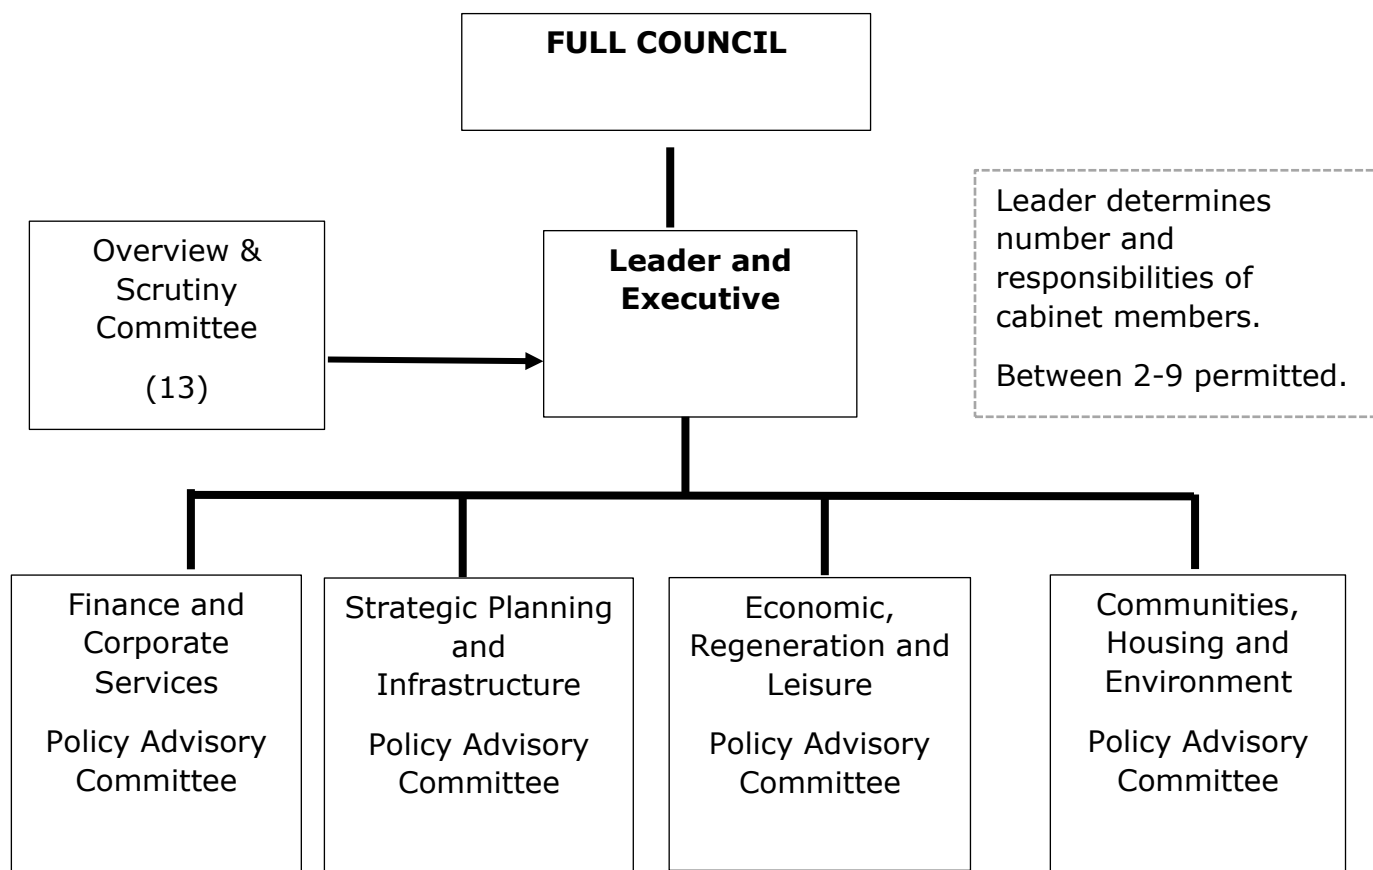 FULL COUNCIL
Overview &
Scrutiny
Committee
(13)
Leader and
Executive
Leader determines
number and
responsibilities of
cabinet members.
Between 2-9 permitted.
Finance and
Corporate
Services
Policy Advisory
Committee
Strategic Planning
and
Infrastructure
Policy Advisory
Committee
Economic,
Regeneration and
Leisure
Policy Advisory
Committee
Communities,
Housing and
Environment
Policy Advisory
Committee